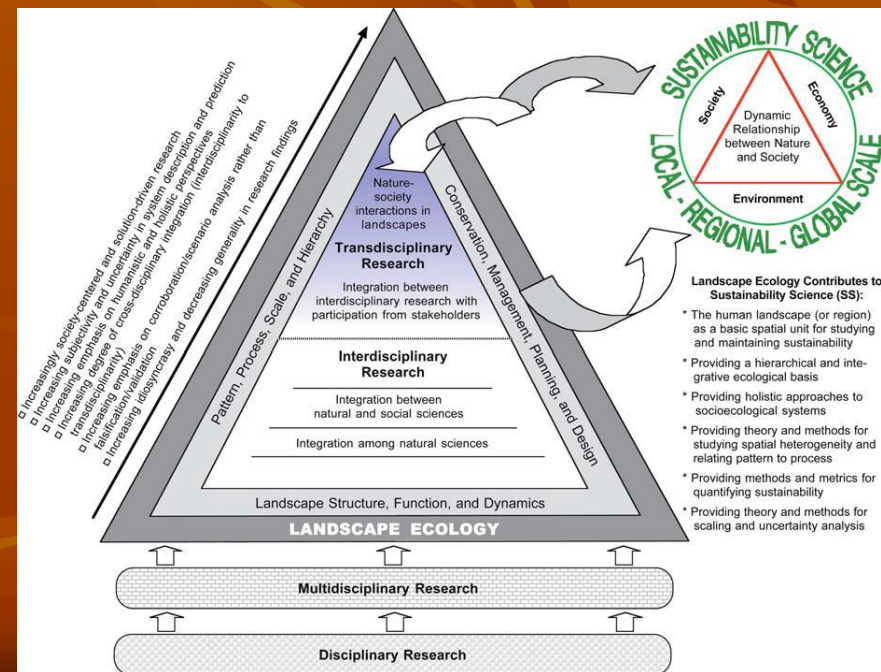 □ Increasingly society-centered and solution-driven research
□ Increasing subjectivity and uncertainty in system description and prediction
□ Increasing emphasis on humanistic and holistic perspectives
□ Increasing degree of cross-disciplinary integration (interdisciplinarity to
transdisciplinarity)
□ Increasing emphasis on corroboration/scenario analysis rather than
falsification/validation
□ Increasing idiosyncrasy and decreasing generality in research findings
Pattern, Process, Scale, and Hierarchy
Nature-
society
interactions in
landscapes
Transdisciplinary
Research
Integration between
interdisciplinary research with
participation from stakeholders
Interdisciplinary
Research
Integration between
natural and social sciences
Integration among natural sciences
Conservation, Management, Planning, and Design
Landscape Structure, Function, and Dynamics
LANDSCAPE ECOLOGY
Multidisciplinary Research
Disciplinary Research
SUSTAINABILITY SCIENCE
Society
Economy
Dynamic
Relationship
between Nature
and Society
Environment
LOCAL - REGIONAL - GLOBAL SCALE
Landscape Ecology Contributes to
Sustainability Science (SS):
* The human landscape (or region)
as a basic spatial unit for studying
and maintaining sustainability
* Providing a hierarchical and inte-
grative ecological basis
* Providing holistic approaches to
socioecological systems
* Providing theory and methods for
studying spatial heterogeneity and
relating pattern to process
* Providing methods and metrics for
quantifying sustainability
* Providing theory and methods for
scaling and uncertainty analysis